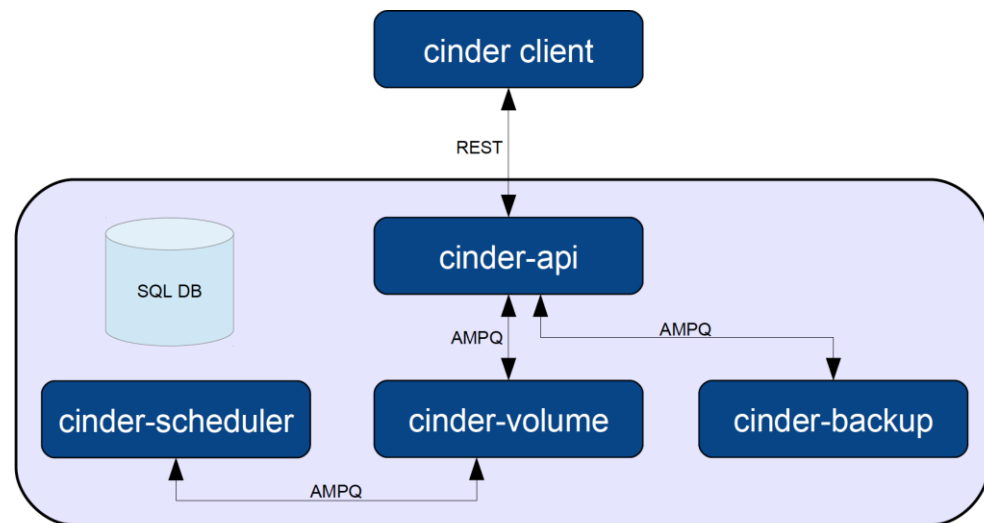 cinder client
REST
cinder-api
SQL DB
AMPQ
AMPQ
cinder-scheduler
cinder-volume
cinder-backup
AMPQ